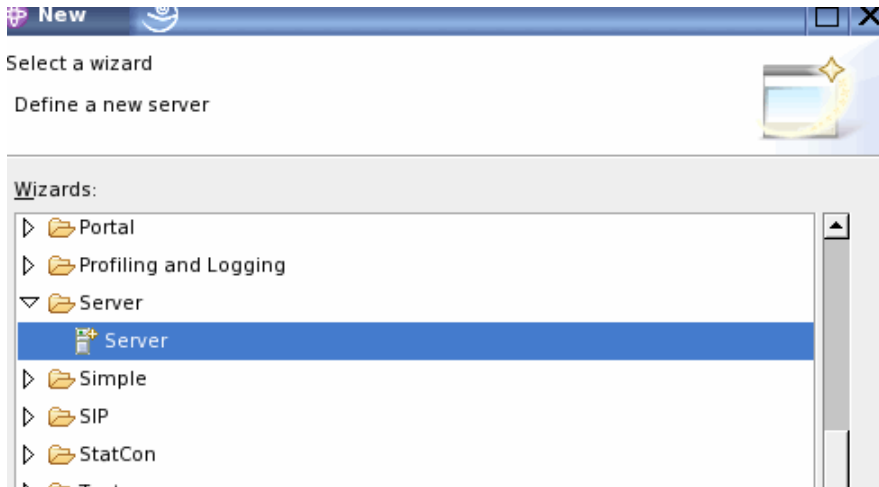 New
Select a wizard
Define a new server
Wizards:
Portal
Profiling and Logging
Server
Server
Simple
SIP
StatCon